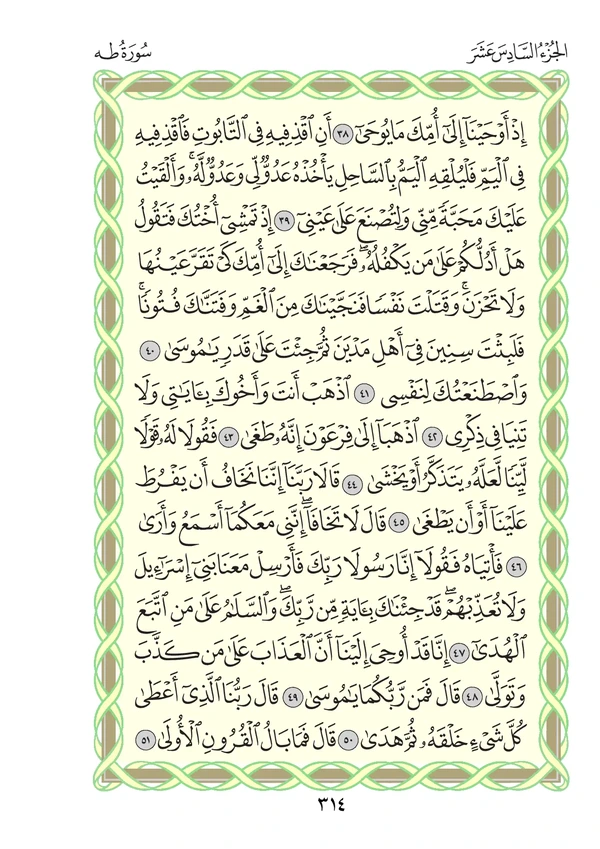 الجُزْءُ السَّادِسَ عَشَرَ
سُورَةُ طه
إِذْ أَوْحَيْنَآ إِلَىٰٓ أُمِّكَ مَا يُوحَىٰٓ ٣٨ أَنِ ٱقْذِفِيهِ فِي ٱلتَّابُوتِ فَٱقْذِفِيهِ
فِي ٱلْيَمِّ فَلْيُلْقِهِ ٱلْيَمُّ بِٱلسَّاحِلِ يَأْخُذْهُ عَدُوٌّ لِّي وَعَدُوٌّ لَّهُۥۚ وَأَلْقَيْتُ
عَلَيْكَ مَحَبَّةً مِّنِّي وَلِتُصْنَعَ عَلَىٰ عَيْنِيٓ ٣٩ إِذْ تَمْشِيٓ أُخْتُكَ فَتَقُولُ
هَلْ أَدُلُّكُمْ عَلَىٰ مَن يَكْفُلُهُۥۖ فَرَجَعْنَٰكَ إِلَىٰٓ أُمِّكَ كَيْ تَقَرَّ عَيْنُهَا
وَلَا تَحْزَنَۚ وَقَتَلْتَ نَفْسًا فَنَجَّيْنَٰكَ مِنَ ٱلْغَمِّ وَفَتَنَّٰكَ فُتُونًاۚ
فَلَبِثْتَ سِنِينَ فِيٓ أَهْلِ مَدْيَنَ ثُمَّ جِئْتَ عَلَىٰ قَدَرٍ يَٰمُوسَىٰ ٤٠
وَٱصْطَنَعْتُكَ لِنَفْسِي ٤١ ٱذْهَبْ أَنتَ وَأَخُوكَ بِـَٔايَٰتِي وَلَا
تَنِيَا فِي ذِكْرِي ٤٢ ٱذْهَبَآ إِلَىٰ فِرْعَوْنَ إِنَّهُۥ طَغَىٰ ٤٣ فَقُولَا لَهُۥ قَوْلًا
لَّيِّنًا لَّعَلَّهُۥ يَتَذَكَّرُ أَوْ يَخْشَىٰ ٤٤ قَالَا رَبَّنَآ إِنَّنَا نَخَافُ أَن يَفْرُطَ
عَلَيْنَآ أَوْ أَن يَطْغَىٰ ٤٥ قَالَ لَا تَخَافَآۖ إِنَّنِي مَعَكُمَآ أَسْمَعُ وَأَرَىٰ
٤٦ فَأْتِيَاهُ فَقُولَآ إِنَّا رَسُولَا رَبِّكَ فَأَرْسِلْ مَعَنَا بَنِيٓ إِسْرَٰٓءِيلَ
وَلَا تُعَذِّبْهُمْۖ قَدْ جِئْنَٰكَ بِـَٔايَةٍ مِّن رَّبِّكَۖ وَٱلسَّلَٰمُ عَلَىٰ مَنِ ٱتَّبَعَ
ٱلْهُدَىٰٓ ٤٧ إِنَّا قَدْ أُوحِيَ إِلَيْنَآ أَنَّ ٱلْعَذَابَ عَلَىٰ مَن كَذَّبَ
وَتَوَلَّىٰ ٤٨ قَالَ فَمَن رَّبُّكُمَا يَٰمُوسَىٰ ٤٩ قَالَ رَبُّنَا ٱلَّذِيٓ أَعْطَىٰ
كُلَّ شَيْءٍ خَلْقَهُۥ ثُمَّ هَدَىٰ ٥٠ قَالَ فَمَا بَالُ ٱلْقُرُونِ ٱلْأُولَىٰ ٥١
٣١٤